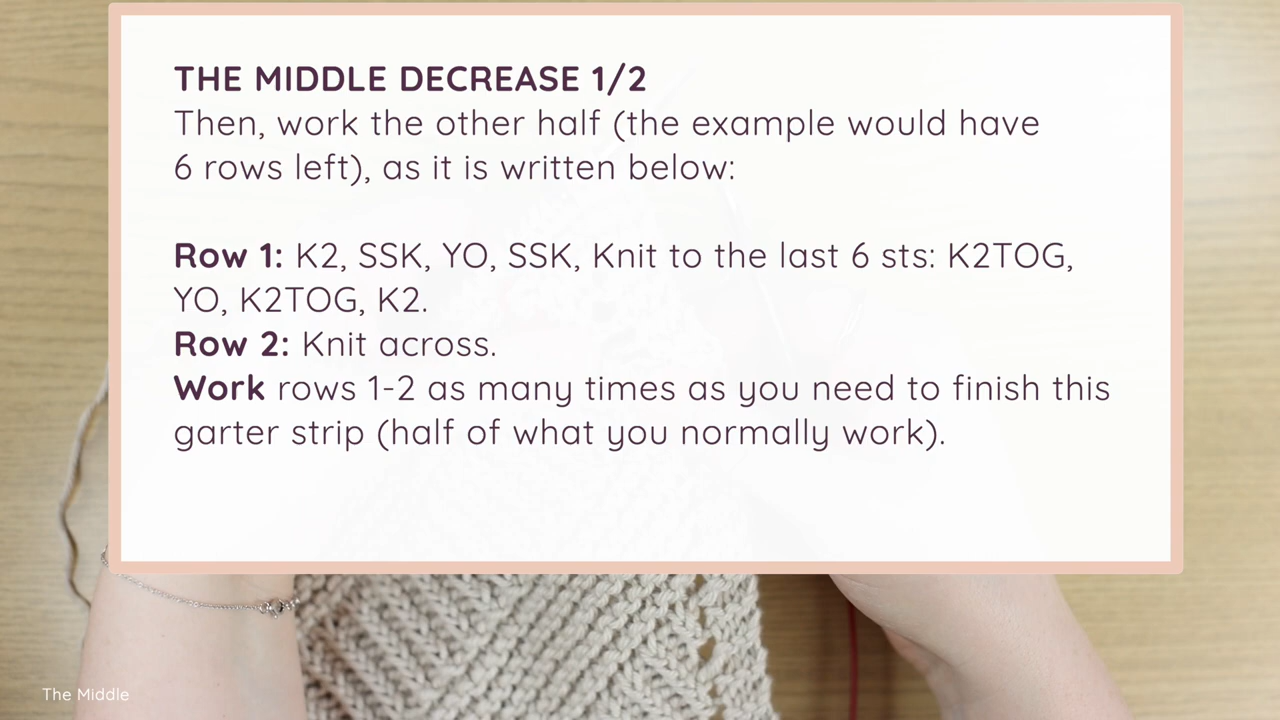 THE MIDDLE DECREASE 1/2
Then, work the other half (the example would have
6 rows left), as it is written below:
Row 1: K2, SSK, YO, SSK, Knit to the last 6 sts: K2TOG,
YO, K2TOG, K2.
Row 2: Knit across.
Work rows 1-2 as many times as you need to finish this
garter strip (half of what you normally work).
The Middle